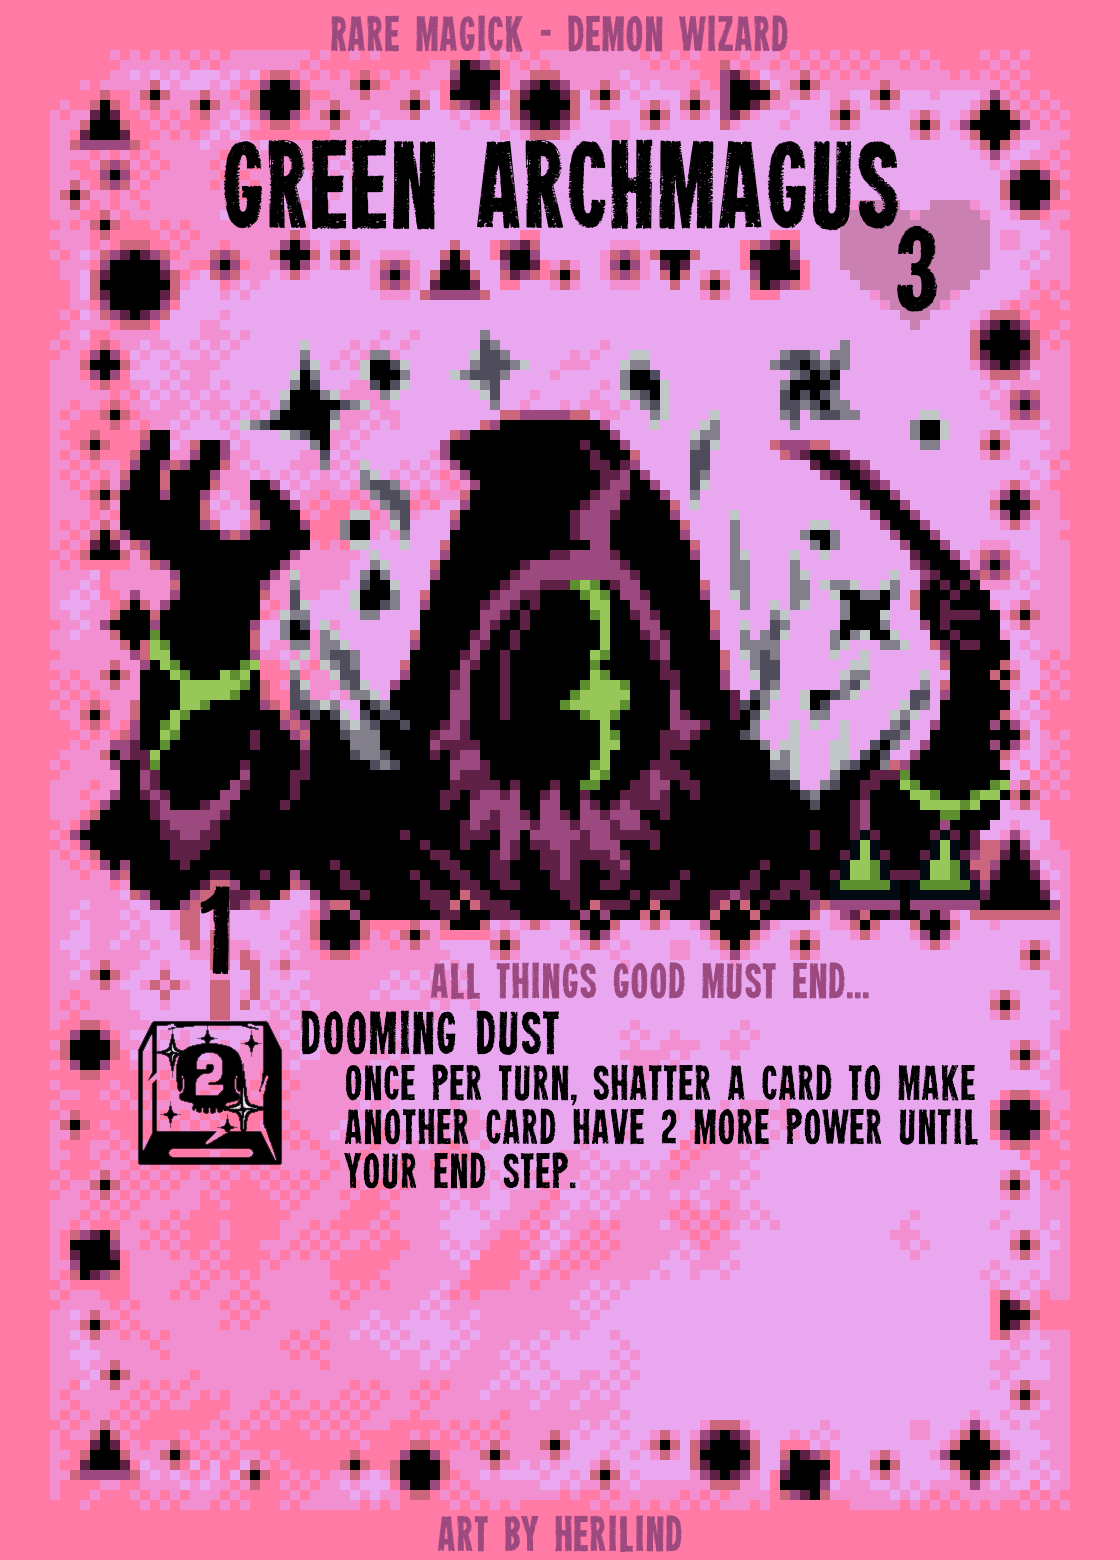 RARE MAGICK - DEMON WIZARD
GREEN ARCHMAGUS
3
1
ALL THINGS GOOD MUST END...
2
DOOMING DUST
ONCE PER TURN, SHATTER A CARD TO MAKE
ANOTHER CARD HAVE 2 MORE POWER UNTIL
YOUR END STEP.
ART BY HERILIND